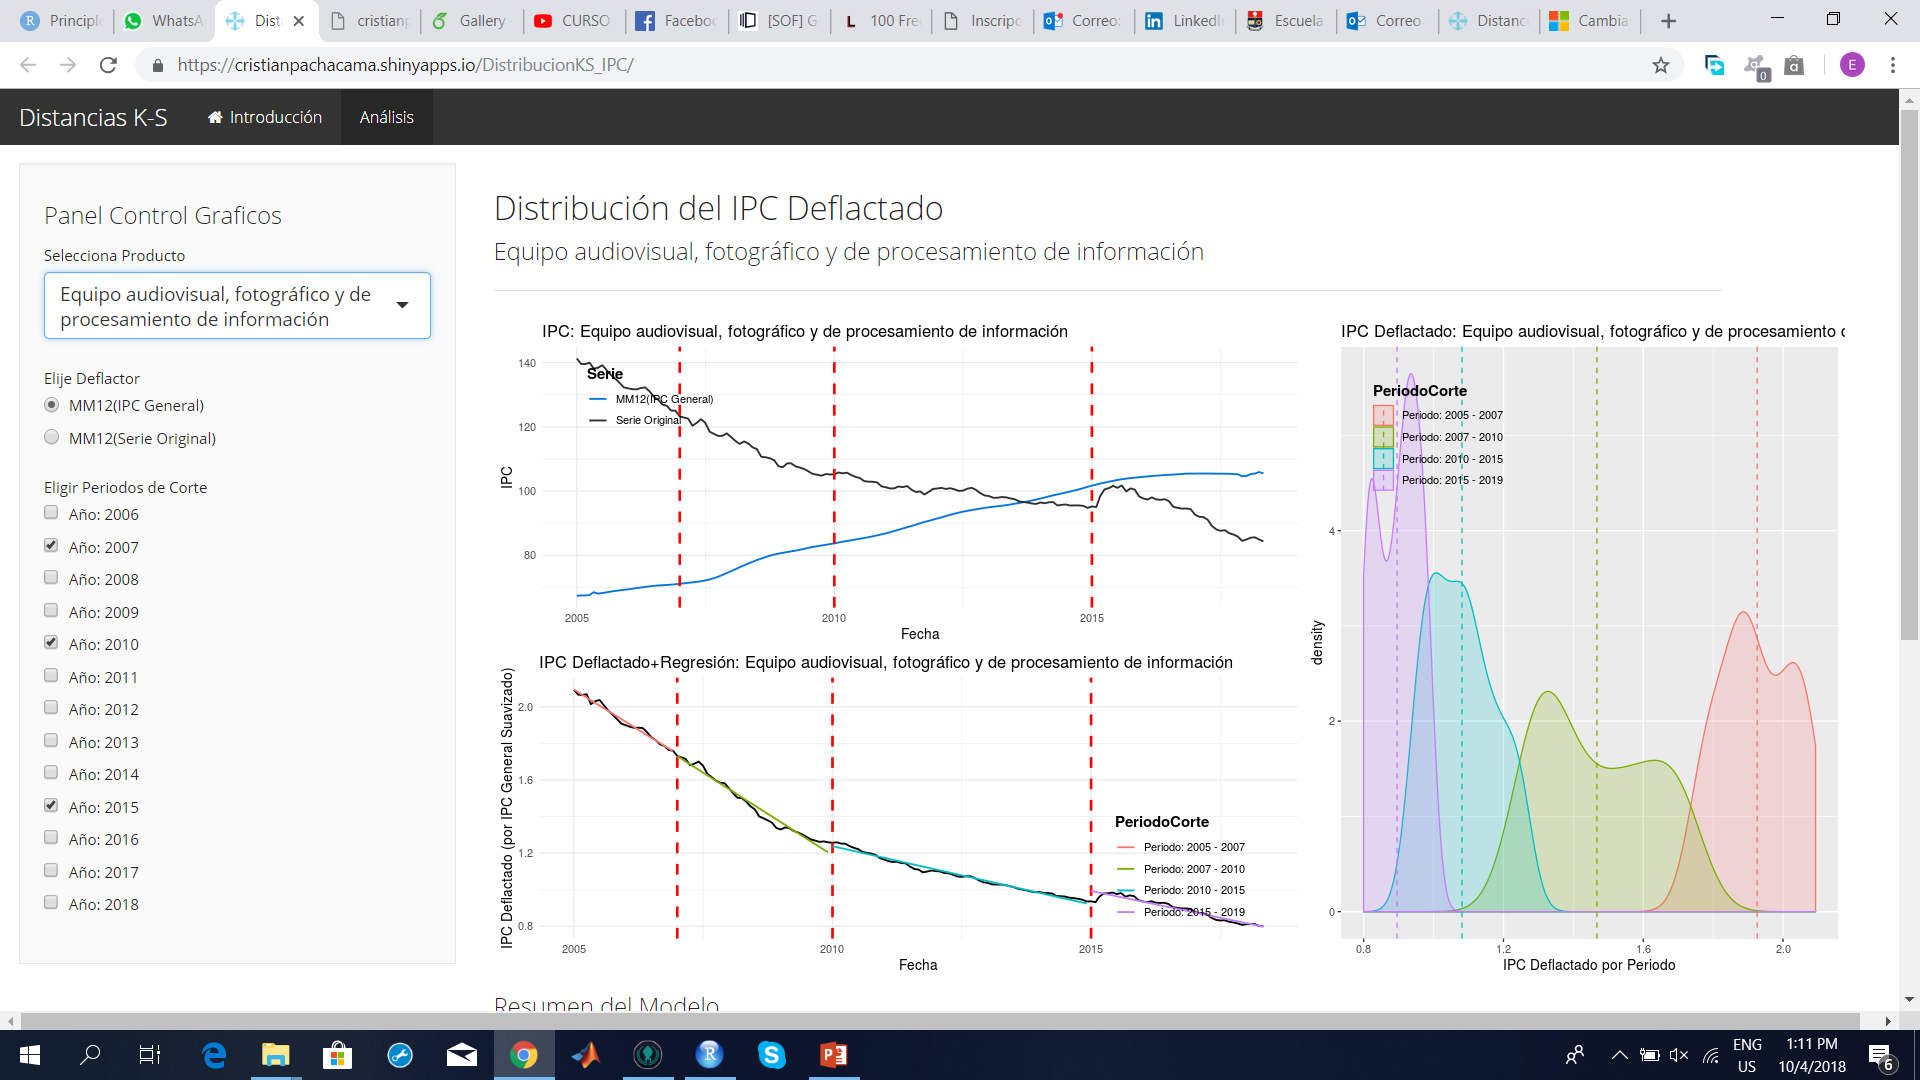 Principl
WhatsA
Dist
cristianp
Gallery
CURSO
Faceboo
[SOF] G
100 Fre
Inscripc
Correo:
LinkedIn
Escuela
Correo
Distanc
Cambia
https://cristianpachacama.shinyapps.io/DistribucionKS_IPC/
0
E
Distancias K-S
Introducción
Análisis
Panel Control Graficos
Selecciona Producto
Equipo audiovisual, fotográfico y de
procesamiento de información
Elije Deflactor
MM12(IPC General)
MM12(Serie Original)
Eligir Periodos de Corte
Año: 2006
Año: 2007
Año: 2008
Año: 2009
Año: 2010
Año: 2011
Año: 2012
Año: 2013
Año: 2014
Año: 2015
Año: 2016
Año: 2017
Año: 2018
Distribución del IPC Deflactado
Equipo audiovisual, fotográfico y de procesamiento de información
IPC: Equipo audiovisual, fotográfico y de procesamiento de información
140
120
100
80
IPC
Serie
MM12(IPC General)
Serie Original
2005
2010
2015
Fecha
IPC Deflactado+Regresión: Equipo audiovisual, fotográfico y de procesamiento de información
IPC Deflactado (por IPC General Suavizado)
2.0
1.6
1.2
0.8
PeriodoCorte
Periodo: 2005 - 2007
Periodo: 2007 - 2010
Periodo: 2010 - 2015
Periodo: 2015 - 2019
2005
2010
2015
Fecha
IPC Deflactado: Equipo audiovisual, fotográfico y de procesamiento
PeriodoCorte
Periodo: 2005 - 2007
Periodo: 2007 - 2010
Periodo: 2010 - 2015
Periodo: 2015 - 2019
density
4
2
0
0.8
1.2
1.6
2.0
IPC Deflactado por Periodo
Resumen del Modelo
ENG
US
1:11 PM
10/4/2018
6